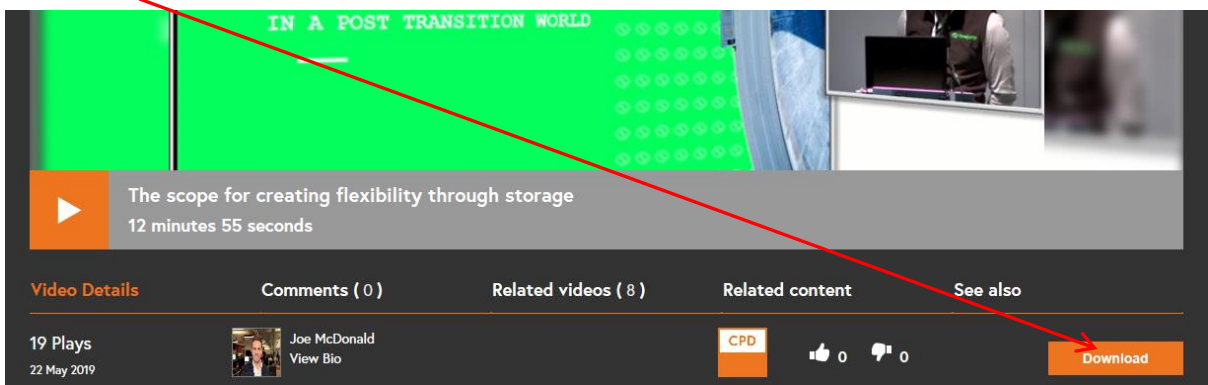 IN A POST TRANSITION WORLD
The scope for creating flexibility through storage
12 minutes 55 seconds
Video Details
Comments ( 0 )
Related videos ( 8 )
Related content
See also
19 Plays
22 May 2019
Joe McDonald
View Bio
CPD
0
0
Download